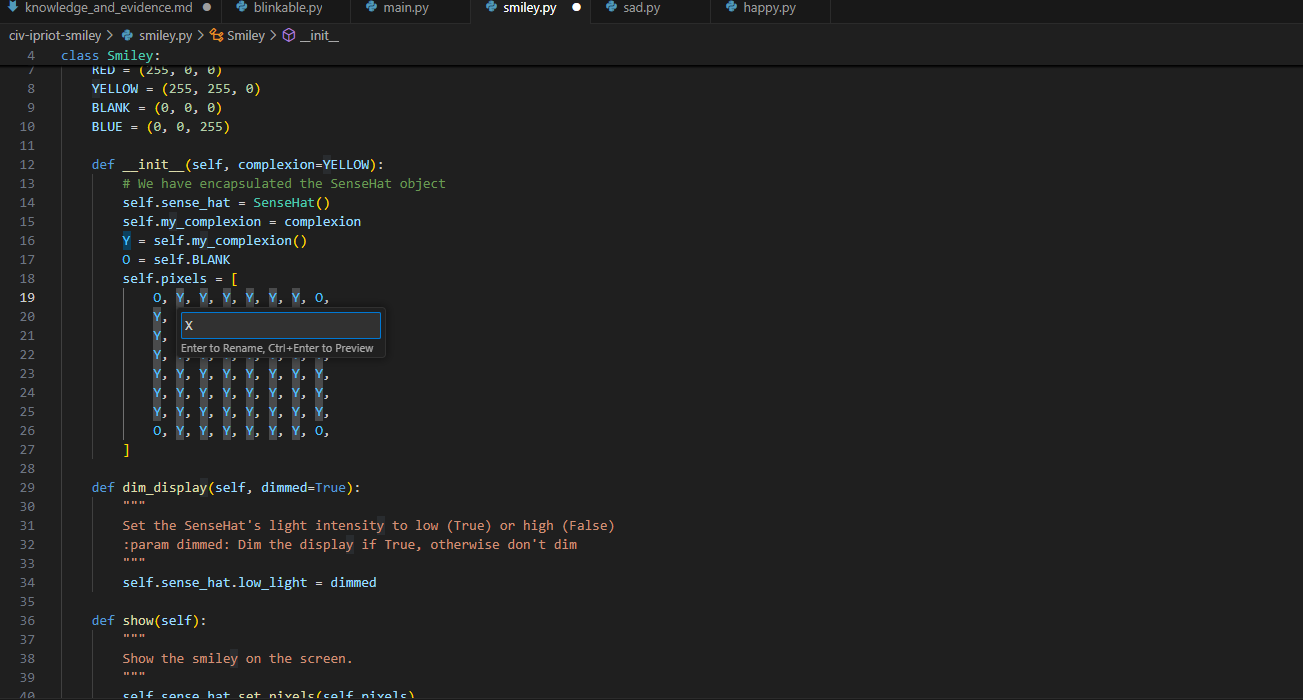 knowledge_and_evidence.md ● blinkable.py main.py smiley.py ● sad.py happy.py
civ-ipriot-smiley > smiley.py > Smiley > __init__
4 class Smiley:
7 RED = (255, 0, 0)
8 YELLOW = (255, 255, 0)
9 BLANK = (0, 0, 0)
10 BLUE = (0, 0, 255)
11
12 def __init__(self, complexion=YELLOW):
13 # We have encapsulated the SenseHat object
14 self.sense_hat = SenseHat()
15 self.my_complexion = complexion
16 Y = self.my_complexion()
17 O = self.BLANK
18 self.pixels = [
19 O, Y, Y, Y, Y, Y, Y, O,
20 Y,
X
21 Y,
Enter to Rename, Ctrl+Enter to Preview
22 Y,
23 Y, Y, Y, Y, Y, Y, Y, Y,
24 Y, Y, Y, Y, Y, Y, Y, Y,
25 Y, Y, Y, Y, Y, Y, Y, Y,
26 O, Y, Y, Y, Y, Y, Y, O,
27 ]
28
29 def dim_display(self, dimmed=True):
30 """
31 Set the SenseHat's light intensity to low (True) or high (False)
32 :param dimmed: Dim the display if True, otherwise don't dim
33 """
34 self.sense_hat.low_light = dimmed
35
36 def show(self):
37 """
38 Show the smiley on the screen.
39 """
40 self.sense_hat.set_pixels(self.pixels)